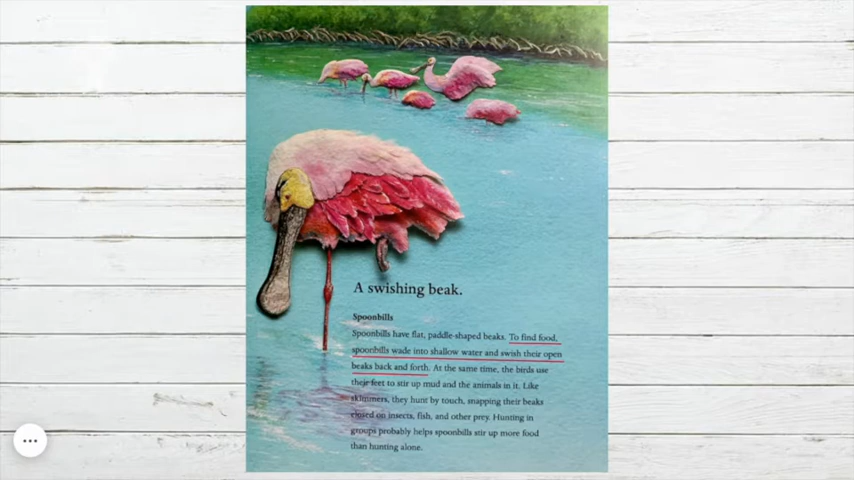 A swishing beak.
Spoonbills
Spoonbills have flat, paddle-shaped beaks. To find food,
spoonbills wade into shallow water and swish their open
beaks back and forth. At the same time, the birds use
their feet to stir up mud and the animals in it. Like
skimmers, they hunt by touch, snapping their beaks
closed on insects, fish, and other prey. Hunting in
groups probably helps spoonbills stir up more food
than hunting alone.